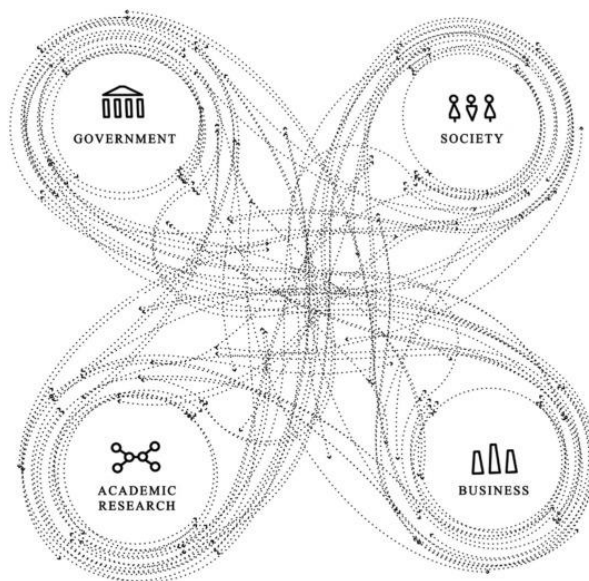 GOVERNMENT
SOCIETY
ACADEMIC
RESEARCH
BUSINESS